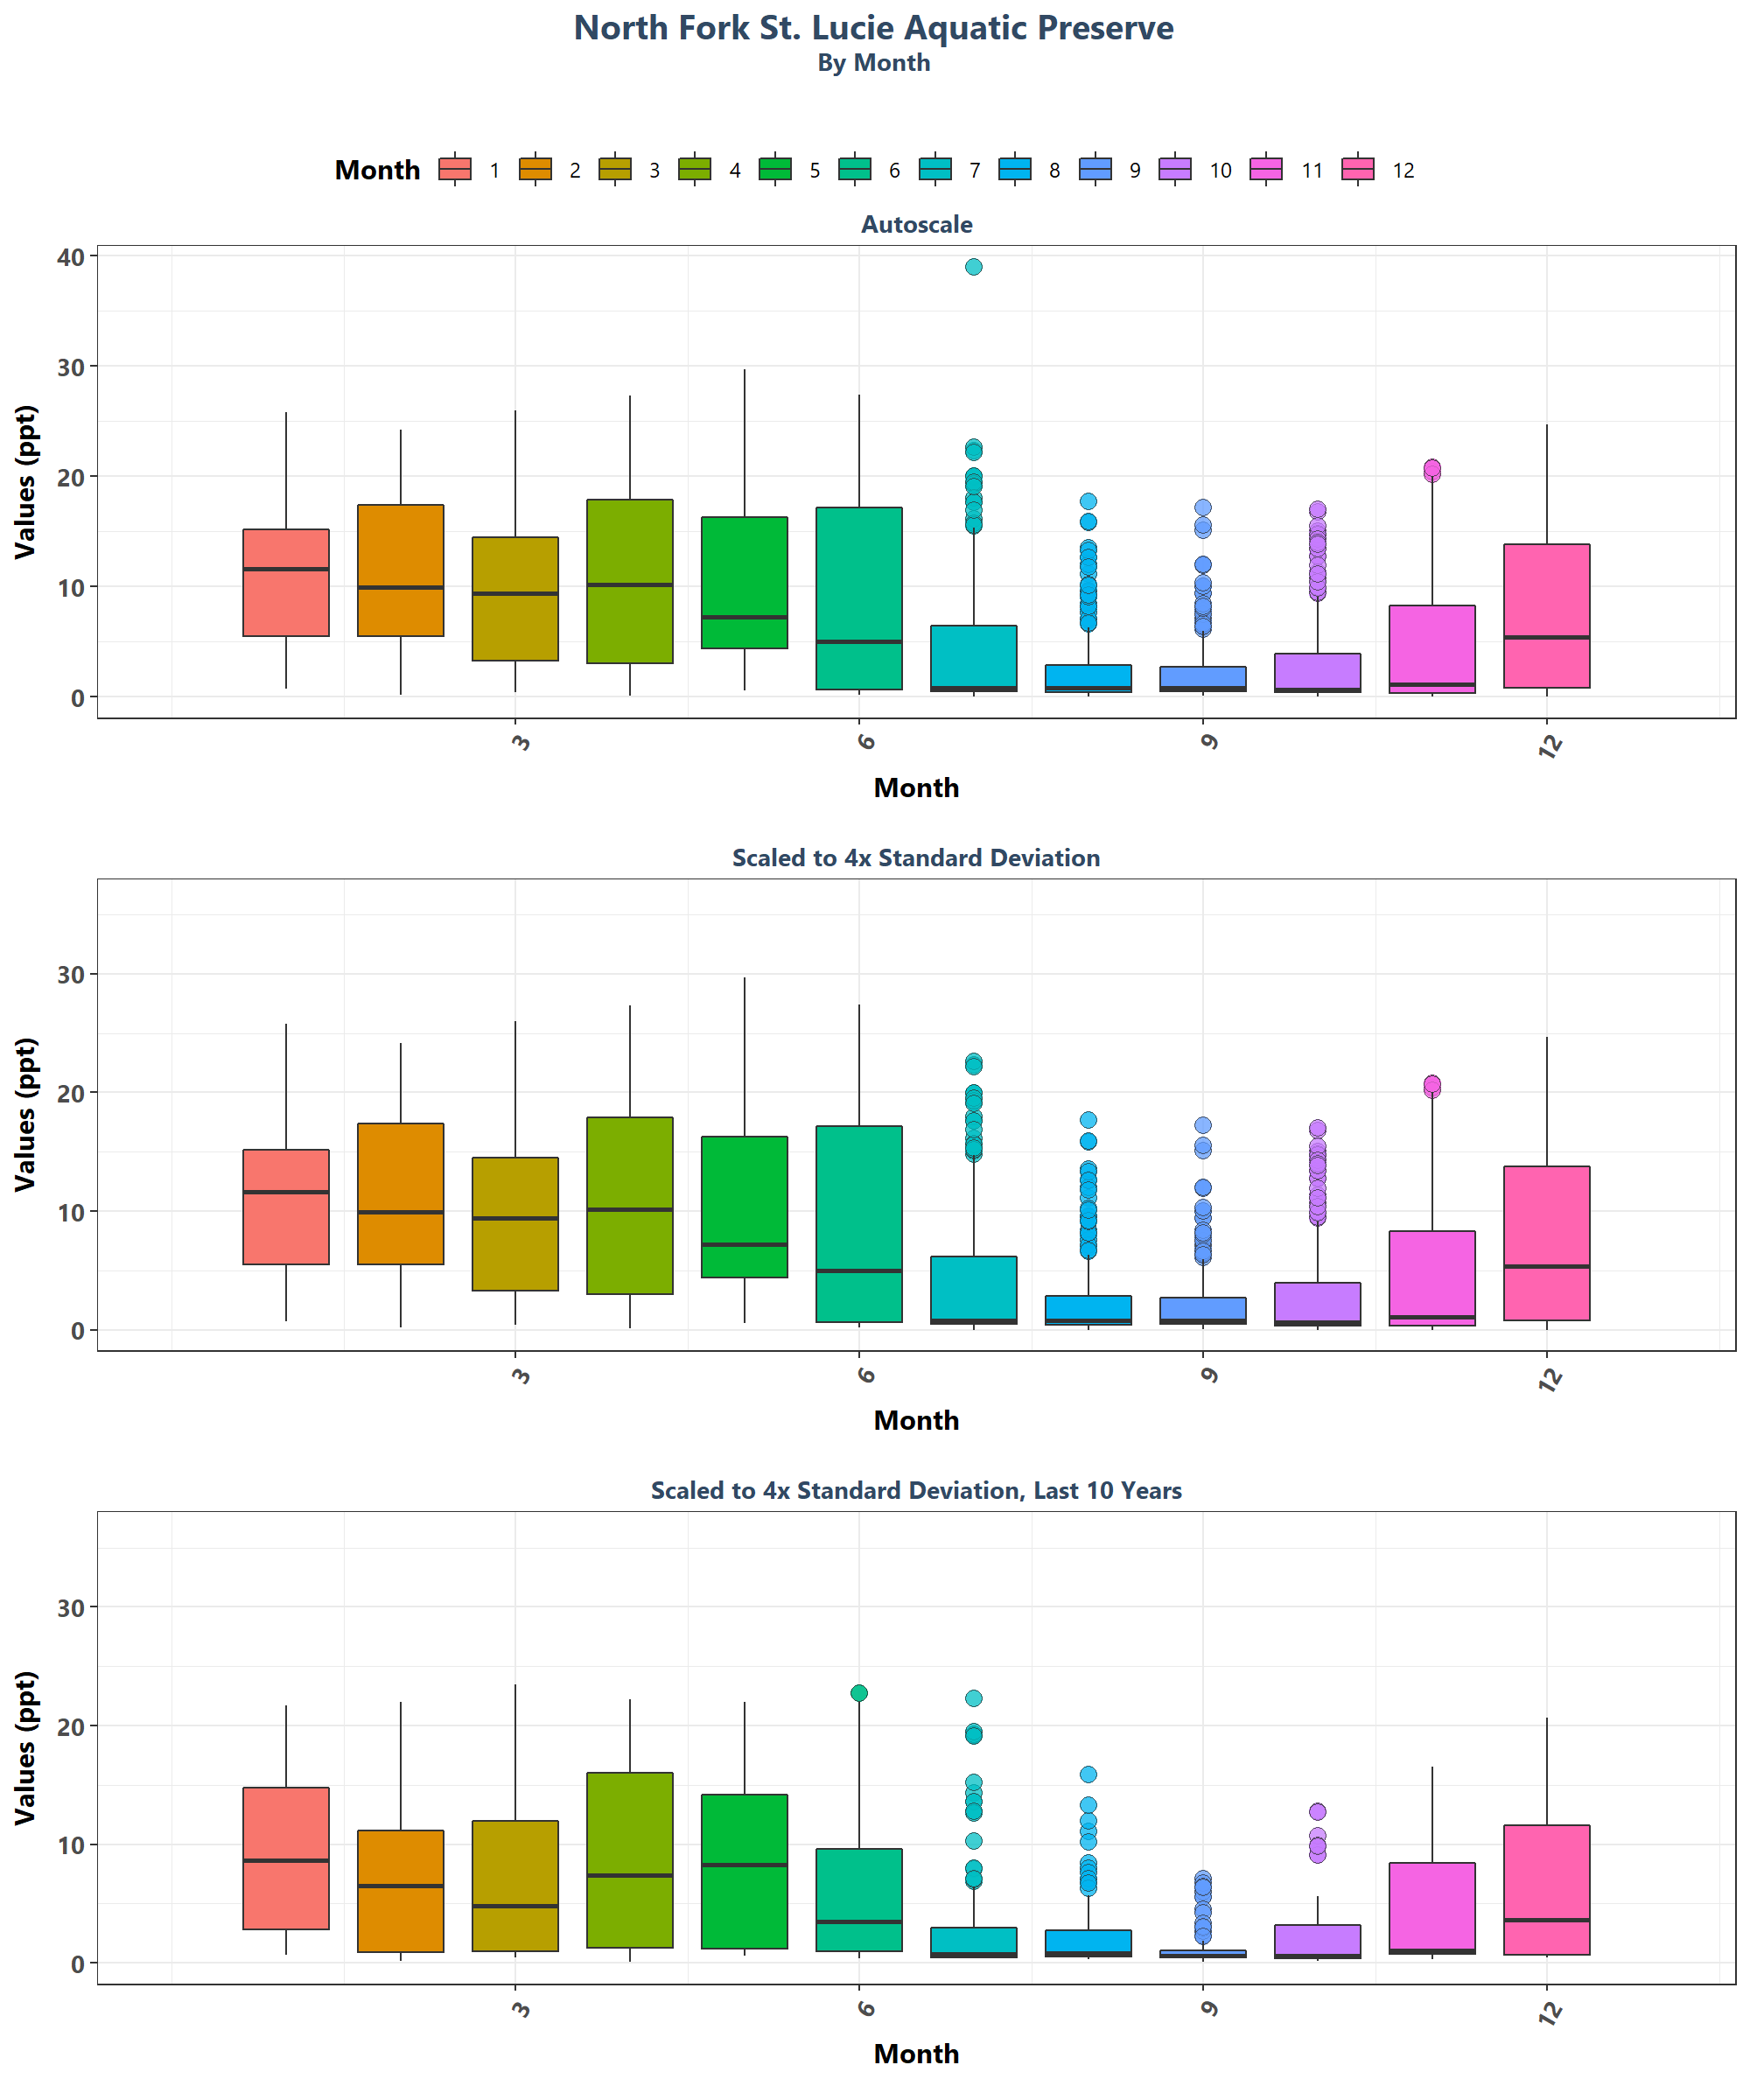 North Fork St. Lucie Aquatic Preserve
By Month
Month 1 2 3 4 5 6 7 8 9 10 11 12
Autoscale
Values (ppt)
40
30
20
10
0
3 6 9 12
Month
Scaled to 4x Standard Deviation
Values (ppt)
30
20
10
0
3 6 9 12
Month
Scaled to 4x Standard Deviation, Last 10 Years
Values (ppt)
30
20
10
0
3 6 9 12
Month